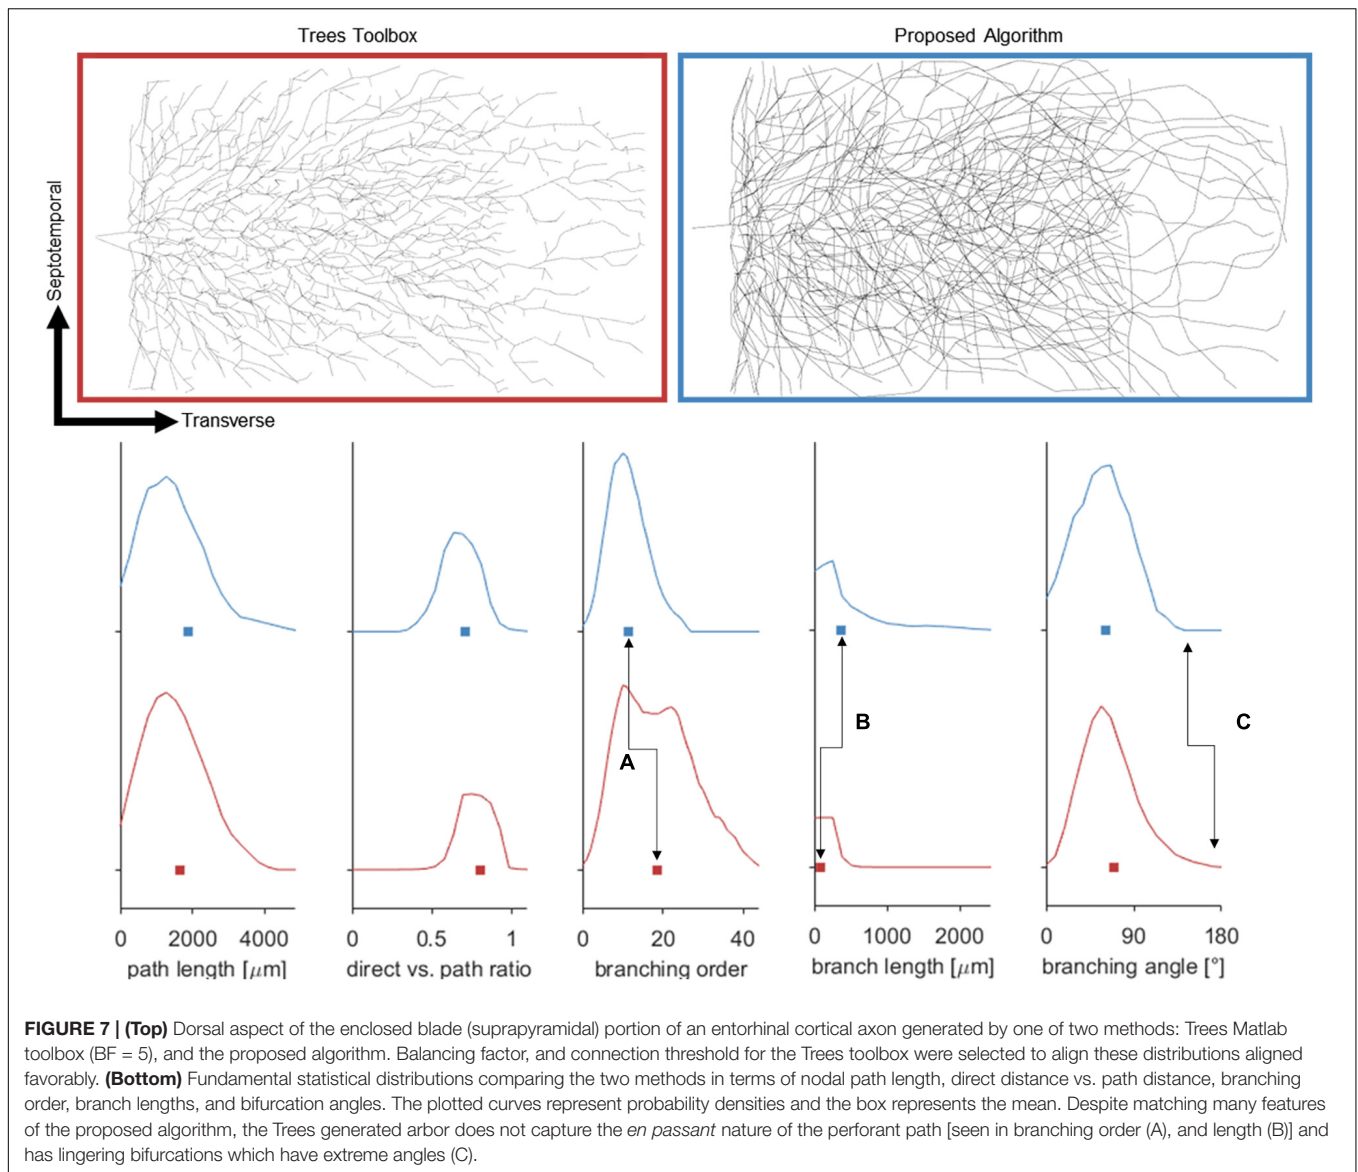 Trees Toolbox
Proposed Algorithm
Septotemporal
Transverse
A
B
C
0 2000 4000
path length [μm]
0 0.5 1
direct vs. path ratio
0 20 40
branching order
0 1000 2000
branch length [μm]
0 90 180
branching angle [°]
FIGURE 7 | (Top) Dorsal aspect of the enclosed blade (suprapyramidal) portion of an entorhinal cortical axon generated by one of two methods: Trees Matlab
toolbox (BF = 5), and the proposed algorithm. Balancing factor, and connection threshold for the Trees toolbox were selected to align these distributions aligned
favorably. (Bottom) Fundamental statistical distributions comparing the two methods in terms of nodal path length, direct distance vs. path distance, branching
order, branch lengths, and bifurcation angles. The plotted curves represent probability densities and the box represents the mean. Despite matching many features
of the proposed algorithm, the Trees generated arbor does not capture the en passant nature of the perforant path [seen in branching order (A), and length (B)] and
has lingering bifurcations which have extreme angles (C).